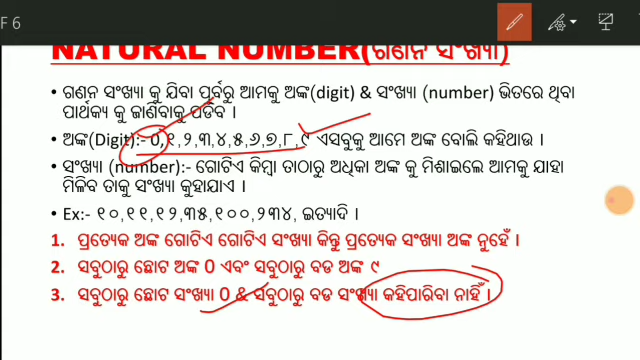 F 6
NATURAL NUMBER(ଗଣନ ସଂଖ୍ୟା)
ଗଣନ ସଂଖ୍ୟା କୁ ଯିବା ପୂର୍ବରୁ ଆମକୁ ଅଙ୍କ(digit) & ସଂଖ୍ୟା (number) ଭିତରେ ଥିବା
ପାର୍ଥକ୍ୟ କୁ ଜାଣିବାକୁ ପଡିବ ।
ଅଙ୍କ(Digit):- 0,୧,୨,୩,୪,୫,୬,୭,୮,୯ ଏସବୁକୁ ଆମେ ଅଙ୍କ ବୋଲି କହିଥାଉ ।
ସଂଖ୍ୟା (number):- ଗୋଟିଏ କିମ୍ବା ତାଠାରୁ ଅଧିକା ଅଙ୍କ କୁ ମିଶାଇଲେ ଆମକୁ ଯାହା
ମିଳିବ ତାକୁ ସଂଖ୍ୟା କୁହାଯାଏ ।
Ex:- ୧୦,୧୧,୧୨,୩୫,୧୦୦,୨୩୪, ଇତ୍ୟାଦି ।
1. ପ୍ରତ୍ୟେକ ଅଙ୍କ ଗୋଟିଏ ଗୋଟିଏ ସଂଖ୍ୟା କିନ୍ତୁ ପ୍ରତ୍ୟେକ ସଂଖ୍ୟା ଅଙ୍କ ନୁହେଁ ।
2. ସବୁଠାରୁ ଛୋଟ ଅଙ୍କ 0 ଏବଂ ସବୁଠାରୁ ବଡ ଅଙ୍କ ୯
3. ସବୁଠାରୁ ଛୋଟ ସଂଖ୍ୟା 0 & ସବୁଠାରୁ ବଡ ସଂଖ୍ୟା କହିପାରିବା ନାହିଁ ।